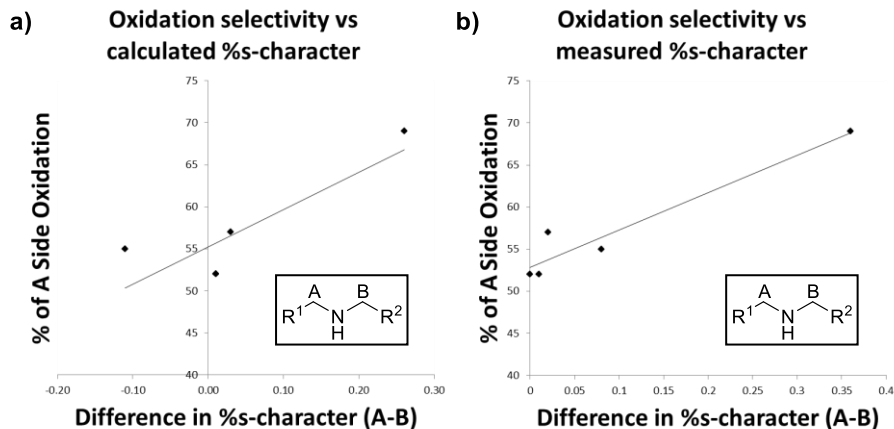 a)
Oxidation selectivity vs
calculated %s-character
% of A Side Oxidation
75
70
65
60
55
50
45
40
-0.20
-0.10
0.00
0.10
0.20
0.30
Difference in %s-character (A-B)
A
B
R1
N
H
R2
b)
Oxidation selectivity vs
measured %s-character
% of A Side Oxidation
75
70
65
60
55
50
45
40
0
0.05
0.1
0.15
0.2
0.25
0.3
0.35
0.4
Difference in %s-character (A-B)
A
B
R1
N
H
R2